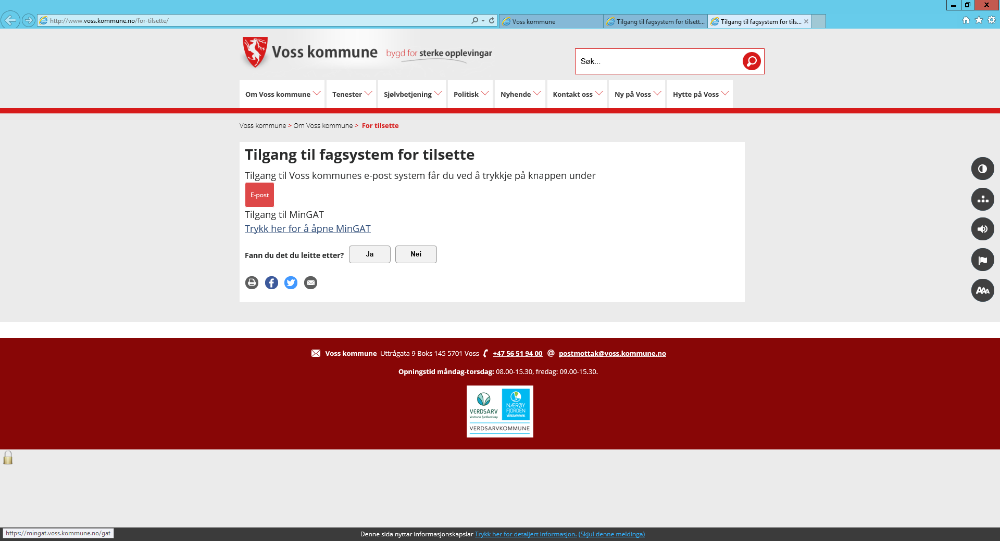 http://www.voss.kommune.no/for-tilsette/
Voss kommune
Tilgang til fagsystem for tilsett...
Tilgang til fagsystem for tils...
Voss kommune bygd for sterke opplevingar
Søk...
Om Voss kommune
Tenester
Sjølvbetjening
Politisk
Nyhende
Kontakt oss
Ny på Voss
Hytte på Voss
Voss kommune > Om Voss kommune > For tilsette
Tilgang til fagsystem for tilsette
Tilgang til Voss kommunes e-post system får du ved å trykkje på knappen under
E-post
Tilgang til MinGAT
Trykk her for å åpne MinGAT
Fann du det du leitte etter? Ja Nei
AAA
Voss kommune Uttrågata 9 Boks 145 5701 Voss +47 56 51 94 00 @ postmottak@voss.kommune.no
Opningstid måndag-torsdag: 08.00-15.30, fredag: 09.00-15.30.
VERDSARV
Vestnorsk fjordlandskap
NÆRØY
FJORDEN
VERDSARVPARK
VERDSARVKOMMUNE
https://mingat.voss.kommune.no/gat
Denne sida nyttar informasjonskapslar Trykk her for detaljert informasjon. (Skjul denne meldinga)